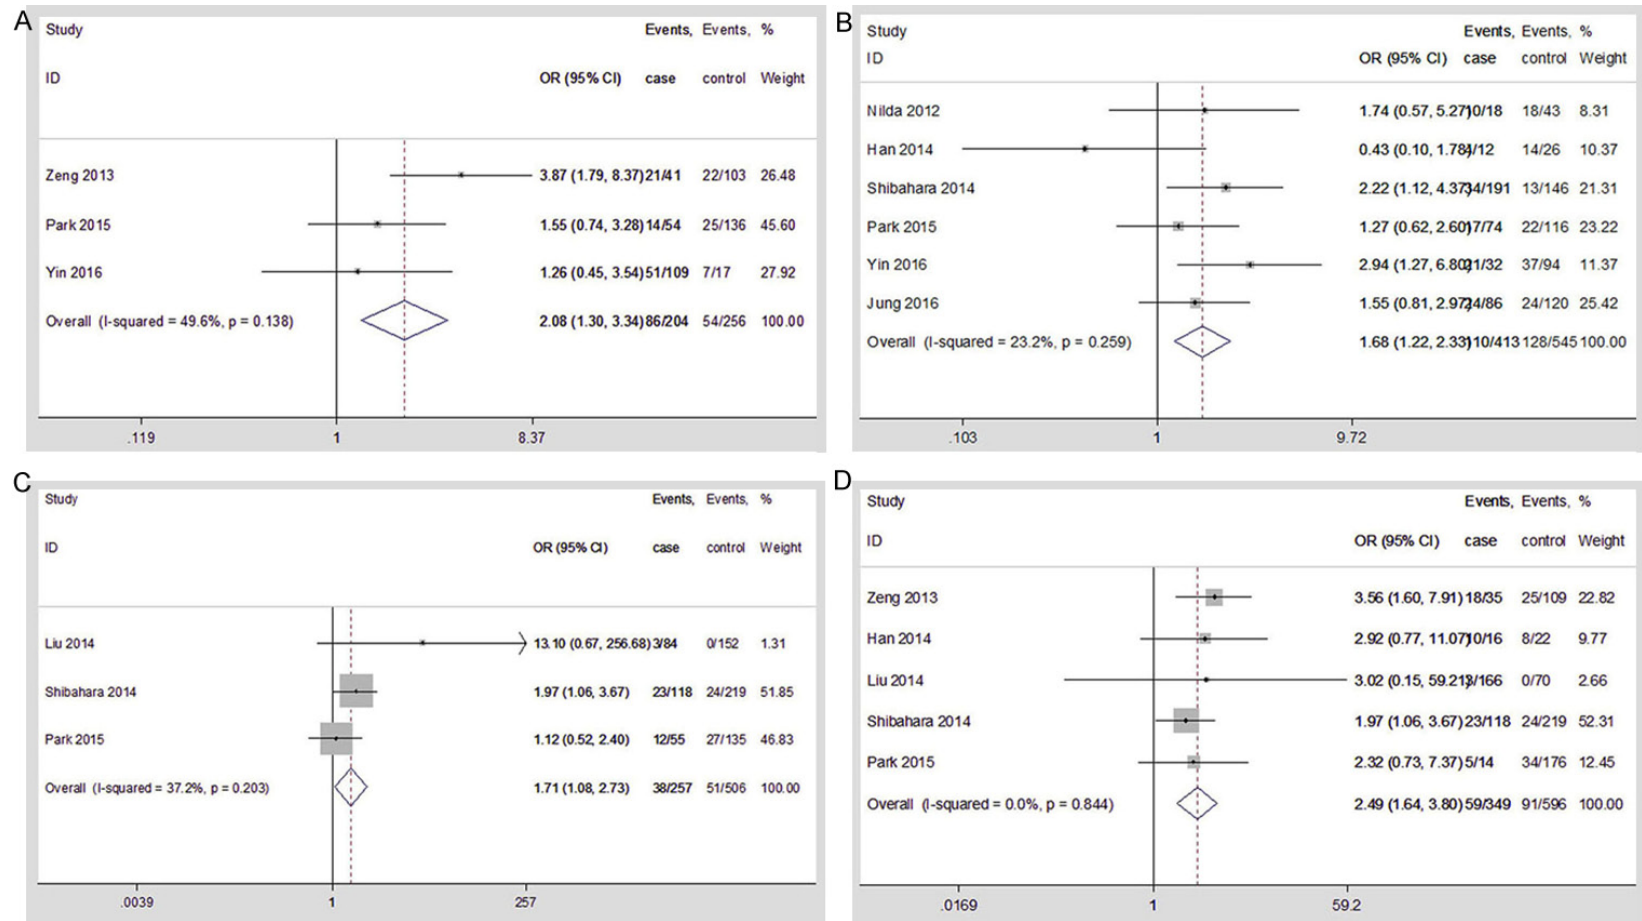 A
Study Events, Events, %
ID OR (95% CI) case control Weight
Zeng 2013 3.87 (1.79, 8.37) 21/41 22/103 26.48
Park 2015 1.55 (0.74, 3.28) 14/54 25/136 45.60
Yin 2016 1.26 (0.45, 3.54) 51/109 7/17 27.92
Overall (I-squared = 49.6%, p = 0.138) 2.08 (1.30, 3.34) 86/204 54/256 100.00
.119 1 8.37
B
Study Events, Events, %
ID OR (95% CI) case control Weight
Nilda 2012 1.74 (0.57, 5.27) 10/18 18/43 8.31
Han 2014 0.43 (0.10, 1.78) 4/12 14/26 10.37
Shibahara 2014 2.22 (1.12, 4.37) 34/191 13/146 21.31
Park 2015 1.27 (0.62, 2.60) 17/74 22/116 23.22
Yin 2016 2.94 (1.27, 6.80) 21/32 37/94 11.37
Jung 2016 1.55 (0.81, 2.97) 24/86 24/120 25.42
Overall (I-squared = 23.2%, p = 0.259) 1.68 (1.22, 2.33) 110/413 128/545 100.00
.103 1 9.72
C
Study Events, Events, %
ID OR (95% CI) case control Weight
Liu 2014 13.10 (0.67, 256.68) 3/84 0/152 1.31
Shibahara 2014 1.97 (1.06, 3.67) 23/118 24/219 51.85
Park 2015 1.12 (0.52, 2.40) 12/55 27/135 46.83
Overall (I-squared = 37.2%, p = 0.203) 1.71 (1.08, 2.73) 38/257 51/506 100.00
.0039 1 257
D
Study Events, Events, %
ID OR (95% CI) case control Weight
Zeng 2013 3.56 (1.60, 7.91) 18/35 25/109 22.82
Han 2014 2.92 (0.77, 11.07) 10/16 8/22 9.77
Liu 2014 3.02 (0.15, 59.21) 3/166 0/70 2.66
Shibahara 2014 1.97 (1.06, 3.67) 23/118 24/219 52.31
Park 2015 2.32 (0.73, 7.37) 5/14 34/176 12.45
Overall (I-squared = 0.0%, p = 0.844) 2.49 (1.64, 3.80) 59/349 91/596 100.00
.0169 1 59.2